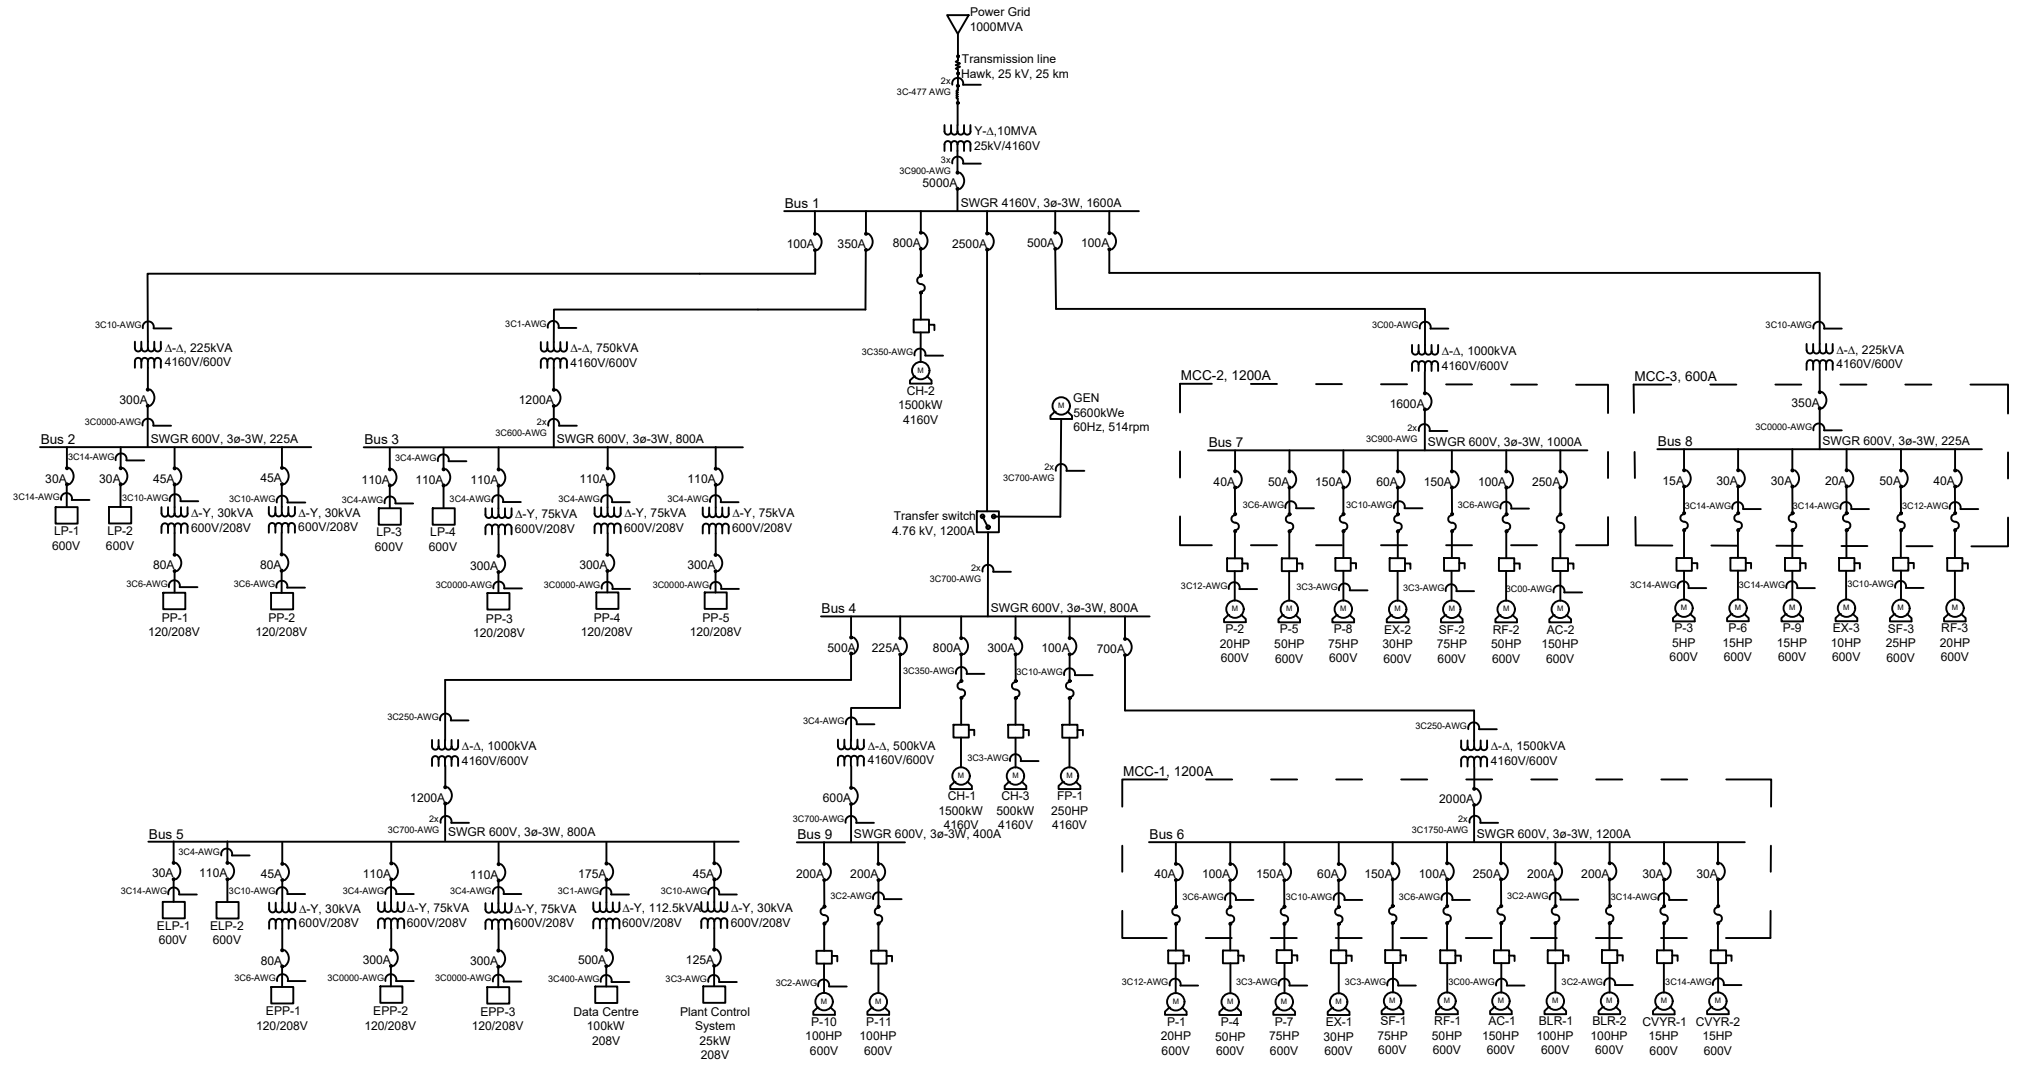 Power Grid
1000MVA
Transmission line
Hawk, 25 kV, 25 km
2x
3C-477 AWG
Y-Δ,10MVA
25kV/4160V
3x
3C900-AWG
5000A
Bus 1
SWGR 4160V, 3ø-3W, 1600A
100A
350A
800A
2500A
500A
100A
3C10-AWG
Δ-Δ, 225kVA
4160V/600V
300A
3C0000-AWG
Bus 2
SWGR 600V, 3ø-3W, 225A
3C14-AWG
30A
30A
45A
45A
3C14-AWG
3C10-AWG
3C10-AWG
LP-1
600V
LP-2
600V
Δ-Y, 30kVA
600V/208V
Δ-Y, 30kVA
600V/208V
80A
80A
3C6-AWG
3C6-AWG
PP-1
120/208V
PP-2
120/208V
3C1-AWG
Δ-Δ, 750kVA
4160V/600V
1200A
2x
3C600-AWG
Bus 3
SWGR 600V, 3ø-3W, 800A
3C4-AWG
110A
110A
110A
110A
110A
3C4-AWG
3C4-AWG
3C4-AWG
3C4-AWG
LP-3
600V
LP-4
600V
Δ-Y, 75kVA
600V/208V
Δ-Y, 75kVA
600V/208V
Δ-Y, 75kVA
600V/208V
300A
300A
300A
3C0000-AWG
3C0000-AWG
3C0000-AWG
PP-3
120/208V
PP-4
120/208V
PP-5
120/208V
3C350-AWG
M
CH-2
1500kW
4160V
M
GEN
5600kWe
60Hz, 514rpm
2x
3C700-AWG
Transfer switch
4.76 kV, 1200A
2x
3C700-AWG
3C00-AWG
Δ-Δ, 1000kVA
4160V/600V
MCC-2, 1200A
1600A
2x
3C900-AWG
Bus 7
SWGR 600V, 3ø-3W, 1000A
40A
50A
150A
60A
150A
100A
250A
3C6-AWG
3C10-AWG
3C6-AWG
3C12-AWG
3C3-AWG
3C3-AWG
3C00-AWG
M
M
M
M
M
M
M
P-2
20HP
600V
P-5
50HP
600V
P-8
75HP
600V
EX-2
30HP
600V
SF-2
75HP
600V
RF-2
50HP
600V
AC-2
150HP
600V
3C10-AWG
Δ-Δ, 225kVA
4160V/600V
MCC-3, 600A
350A
3C0000-AWG
Bus 8
SWGR 600V, 3ø-3W, 225A
15A
30A
30A
20A
50A
40A
3C14-AWG
3C14-AWG
3C12-AWG
3C14-AWG
3C14-AWG
3C10-AWG
M
M
M
M
M
M
P-3
5HP
600V
P-6
15HP
600V
P-9
15HP
600V
EX-3
10HP
600V
SF-3
25HP
600V
RF-3
20HP
600V
Bus 4
SWGR 600V, 3ø-3W, 800A
500A
225A
800A
300A
100A
700A
3C350-AWG
3C10-AWG
3C3-AWG
M
M
M
CH-1
1500kW
4160V
CH-3
500kW
4160V
FP-1
250HP
4160V
3C250-AWG
Δ-Δ, 1000kVA
4160V/600V
1200A
2x
3C700-AWG
Bus 5
SWGR 600V, 3ø-3W, 800A
3C4-AWG
30A
110A
45A
110A
110A
175A
45A
3C14-AWG
3C10-AWG
3C4-AWG
3C4-AWG
3C1-AWG
3C10-AWG
ELP-1
600V
ELP-2
600V
Δ-Y, 30kVA
600V/208V
Δ-Y, 75kVA
600V/208V
Δ-Y, 75kVA
600V/208V
Δ-Y, 112.5kVA
600V/208V
Δ-Y, 30kVA
600V/208V
80A
300A
300A
500A
125A
3C6-AWG
3C0000-AWG
3C0000-AWG
3C400-AWG
3C3-AWG
EPP-1
120/208V
EPP-2
120/208V
EPP-3
120/208V
Data Centre
100kW
208V
Plant Control
System
25kW
208V
3C4-AWG
Δ-Δ, 500kVA
4160V/600V
600A
3C700-AWG
Bus 9
SWGR 600V, 3ø-3W, 400A
200A
200A
3C2-AWG
3C2-AWG
M
M
P-10
100HP
600V
P-11
100HP
600V
3C250-AWG
Δ-Δ, 1500kVA
4160V/600V
MCC-1, 1200A
2000A
2x
3C1750-AWG
Bus 6
SWGR 600V, 3ø-3W, 1200A
40A
100A
150A
60A
150A
100A
250A
200A
200A
30A
30A
3C6-AWG
3C10-AWG
3C6-AWG
3C2-AWG
3C14-AWG
3C12-AWG
3C3-AWG
3C3-AWG
3C00-AWG
3C2-AWG
3C14-AWG
M
M
M
M
M
M
M
M
M
M
M
P-1
20HP
600V
P-4
50HP
600V
P-7
75HP
600V
EX-1
30HP
600V
SF-1
75HP
600V
RF-1
50HP
600V
AC-1
150HP
600V
BLR-1
100HP
600V
BLR-2
100HP
600V
CVYR-1
15HP
600V
CVYR-2
15HP
600V